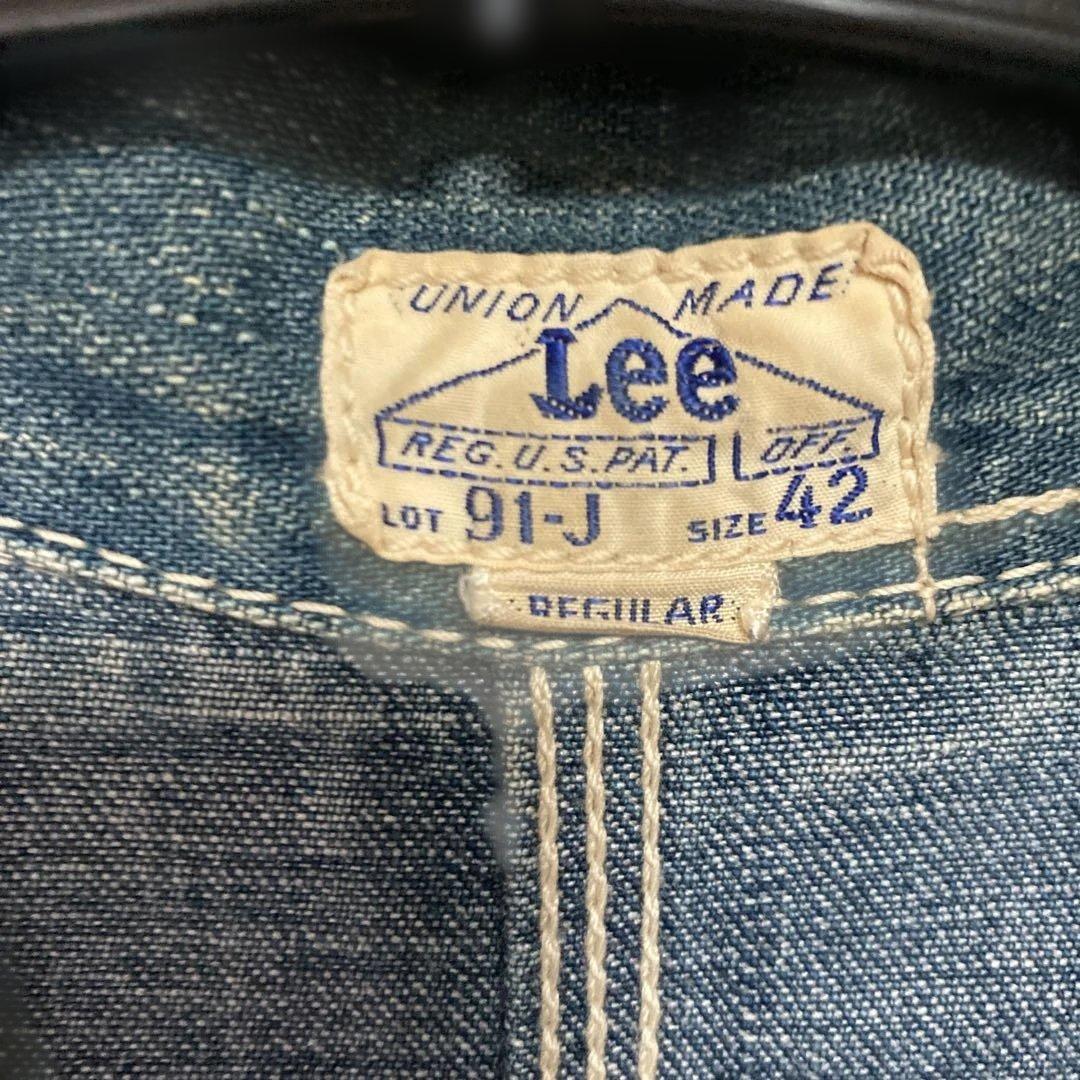 UNION MADE
Lee
REG. U.S. PAT. OFF.
LOT 91-J SIZE 42
REGULAR